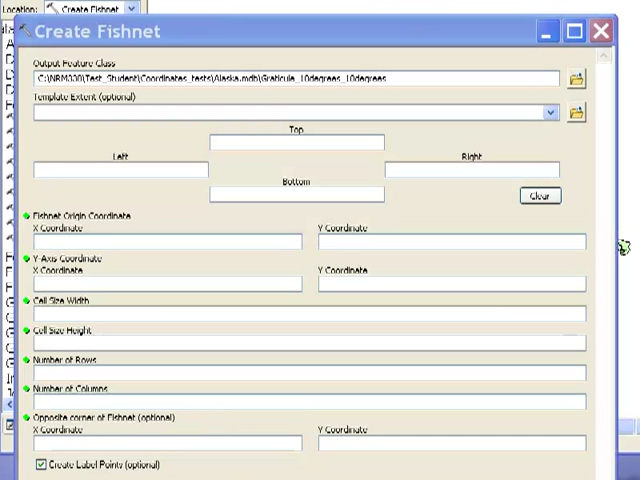 Location: Create Fishnet
Create Fishnet
Output Feature Class
C:\NRM338\Test_Student\Coordinates_tests\Alaska.mdb\Graticule_10degrees_10degrees
Template Extent (optional)
Top
Left
Right
Bottom
Clear
Fishnet Origin Coordinate
X Coordinate
Y Coordinate
Y-Axis Coordinate
X Coordinate
Y Coordinate
Cell Size Width
Cell Size Height
Number of Rows
Number of Columns
Opposite corner of Fishnet (optional)
X Coordinate
Y Coordinate
Create Label Points (optional)